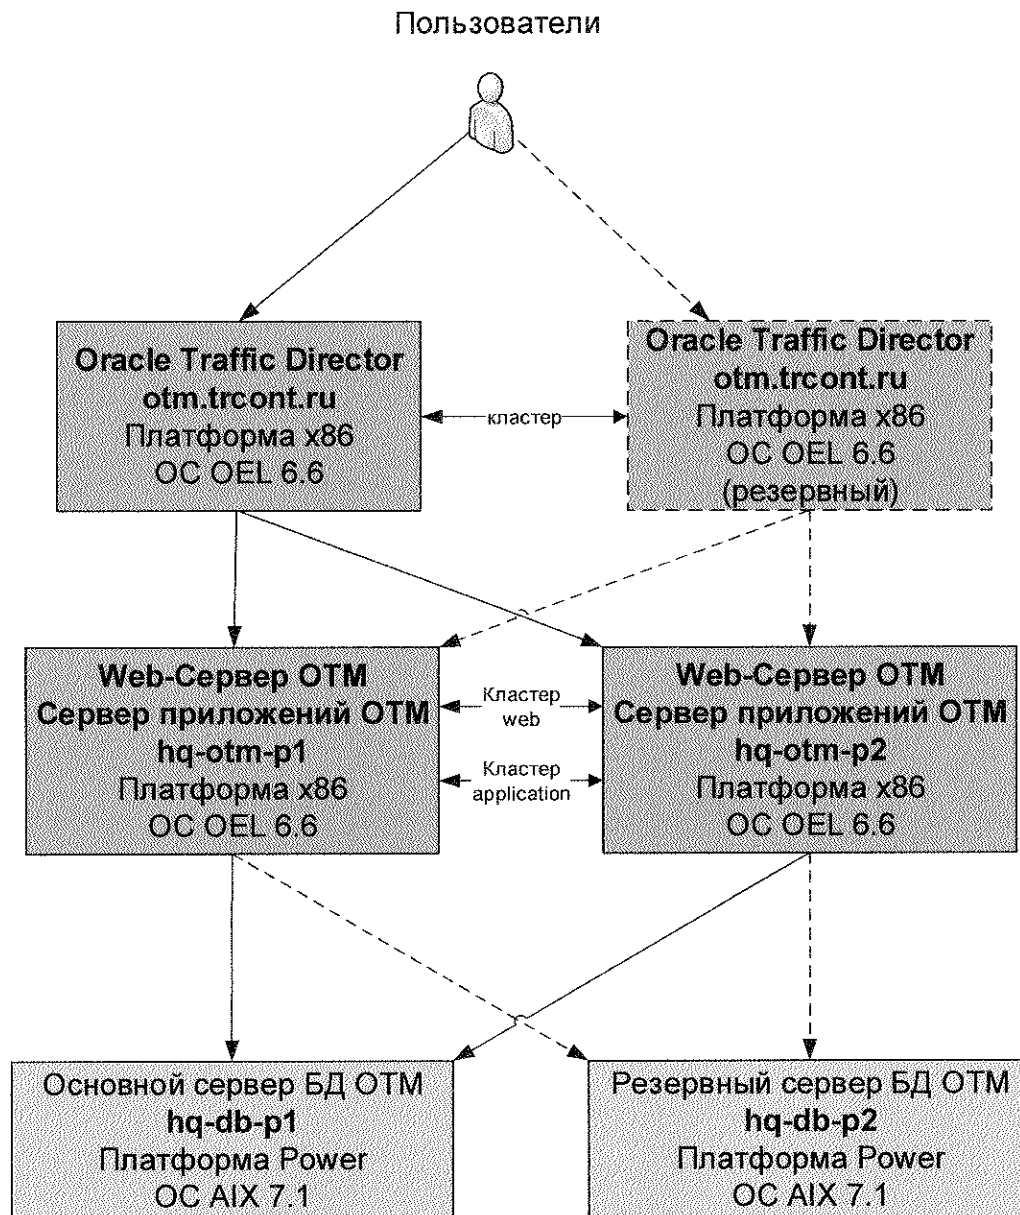 Пользователи
Oracle Traffic Director
otm.trcont.ru
Платформа x86
ОС OEL 6.6
кластер
Oracle Traffic Director
otm.trcont.ru
Платформа x86
ОС OEL 6.6
(резервный)
Web-Сервер ОТМ
Сервер приложений ОТМ
hq-otm-p1
Платформа x86
ОС OEL 6.6
Кластер
web
Кластер
application
Web-Сервер ОТМ
Сервер приложений ОТМ
hq-otm-p2
Платформа x86
ОС OEL 6.6
Основной сервер БД ОТМ
hq-db-p1
Платформа Power
ОС AIX 7.1
Резервный сервер БД ОТМ
hq-db-p2
Платформа Power
ОС AIX 7.1